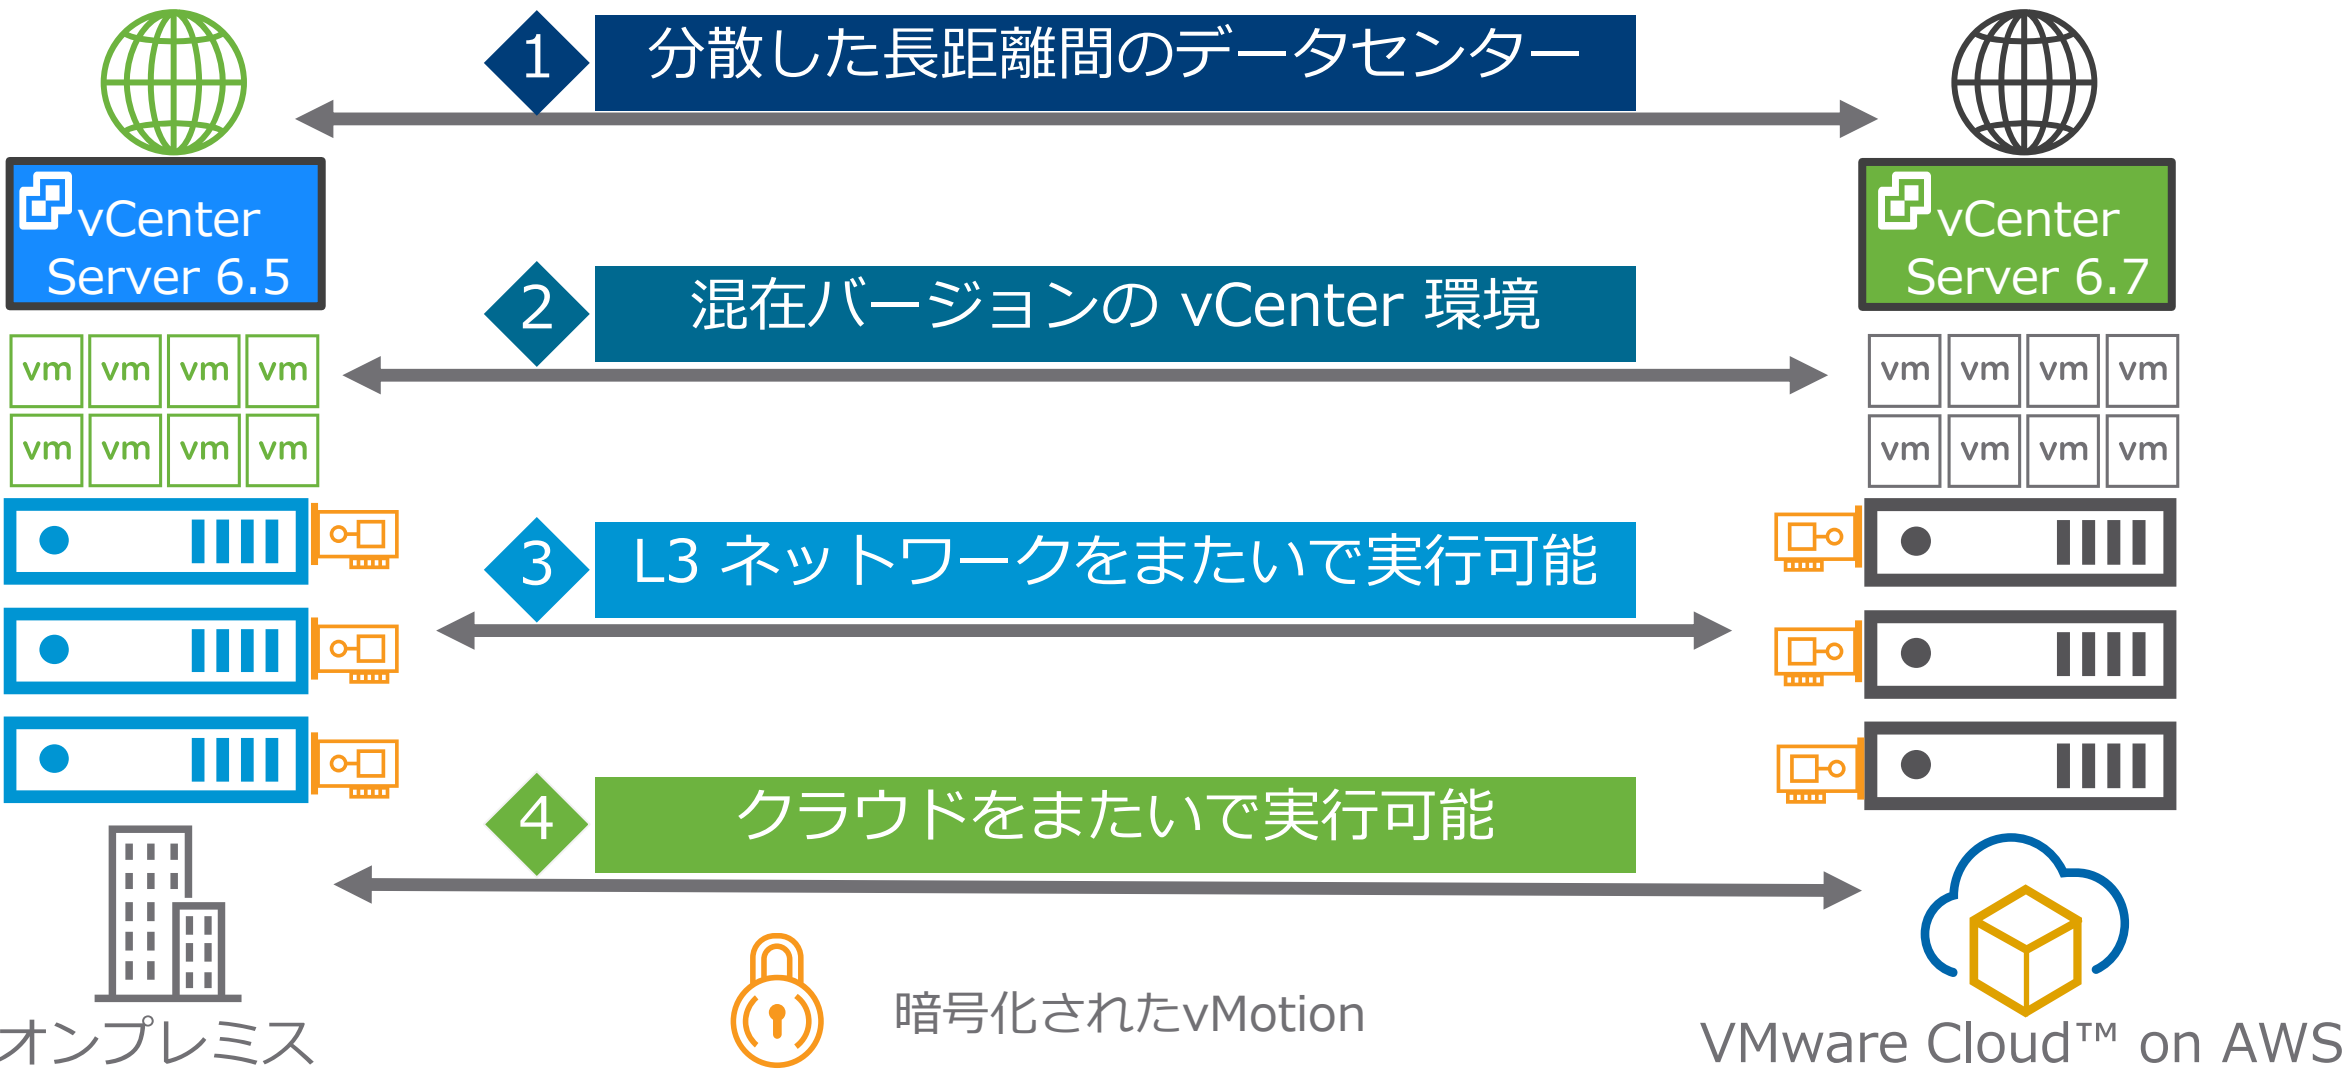 1 分散した長距離間のデータセンター
vCenter
Server 6.5
vCenter
Server 6.7
2 混在バージョンの vCenter 環境
vm vm vm vm
vm vm vm vm
vm vm vm vm
vm vm vm vm
3 L3 ネットワークをまたいで実行可能
4 クラウドをまたいで実行可能
オンプレミス
暗号化されたvMotion
VMware Cloud™ on AWS